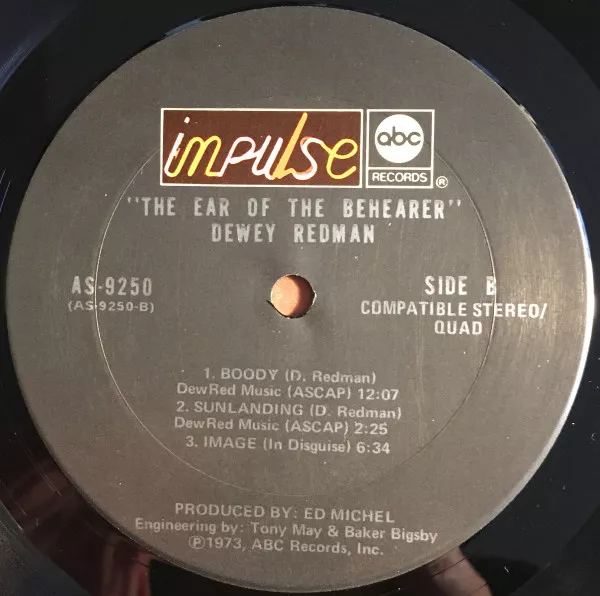 impulse
abc
RECORDS ®
"THE EAR OF THE BEHEARER"
DEWEY REDMAN
AS-9250
(AS-9250-B)
SIDE B
COMPATIBLE STEREO/
QUAD
1. BOODY (D. Redman)
DewRed Music (ASCAP) 12:07
2. SUNLANDING (D. Redman)
DewRed Music (ASCAP) 2:25
3. IMAGE (In Disguise) 6:34
PRODUCED BY: ED MICHEL
Engineering by: Tony May & Baker Bigsby
℗1973, ABC Records, Inc.